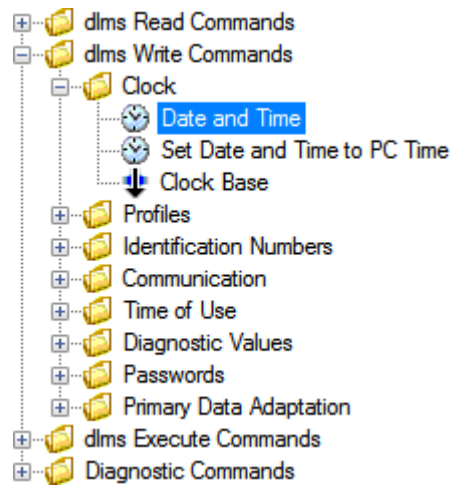 dlms Read Commands
dlms Write Commands
Clock
Date and Time
Set Date and Time to PC Time
Clock Base
Profiles
Identification Numbers
Communication
Time of Use
Diagnostic Values
Passwords
Primary Data Adaptation
dlms Execute Commands
Diagnostic Commands